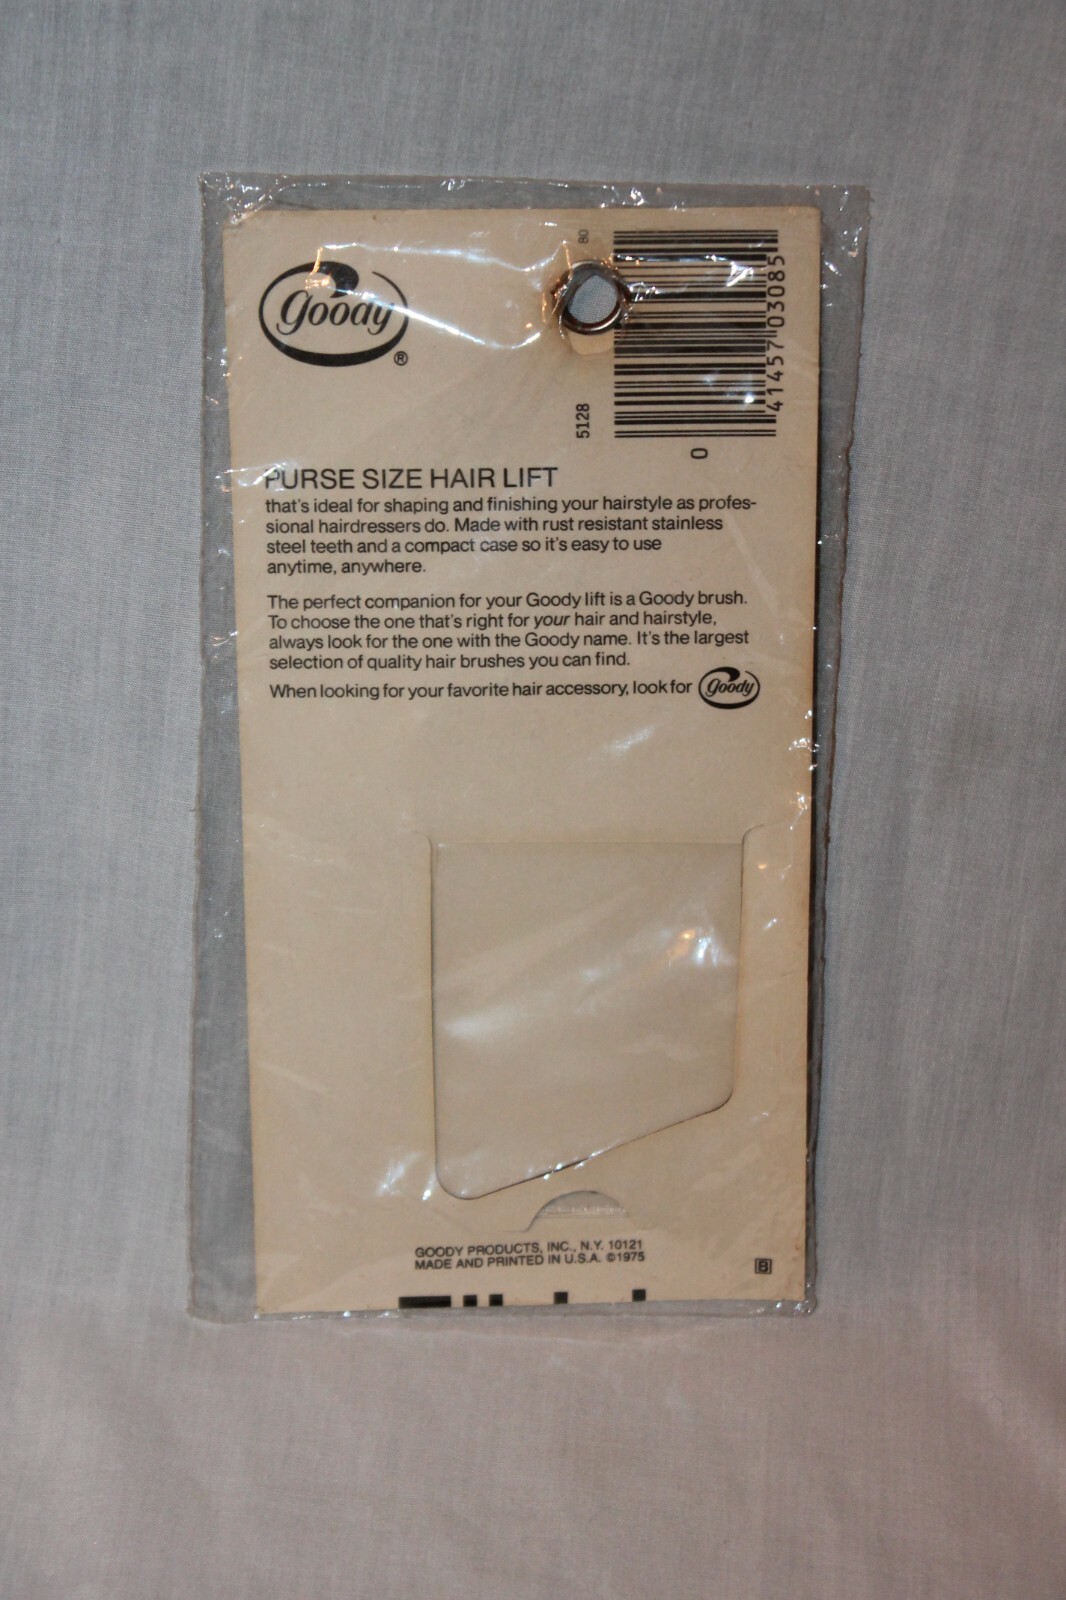 goody
®
80
5128
0 41457 03085
PURSE SIZE HAIR LIFT
that's ideal for shaping and finishing your hairstyle as profes-
sional hairdressers do. Made with rust resistant stainless
steel teeth and a compact case so it's easy to use
anytime, anywhere.
The perfect companion for your Goody lift is a Goody brush.
To choose the one that's right for your hair and hairstyle,
always look for the one with the Goody name. It's the largest
selection of quality hair brushes you can find.
When looking for your favorite hair accessory, look for goody
GOODY PRODUCTS, INC., N.Y. 10121
MADE AND PRINTED IN U.S.A. ©1975
B